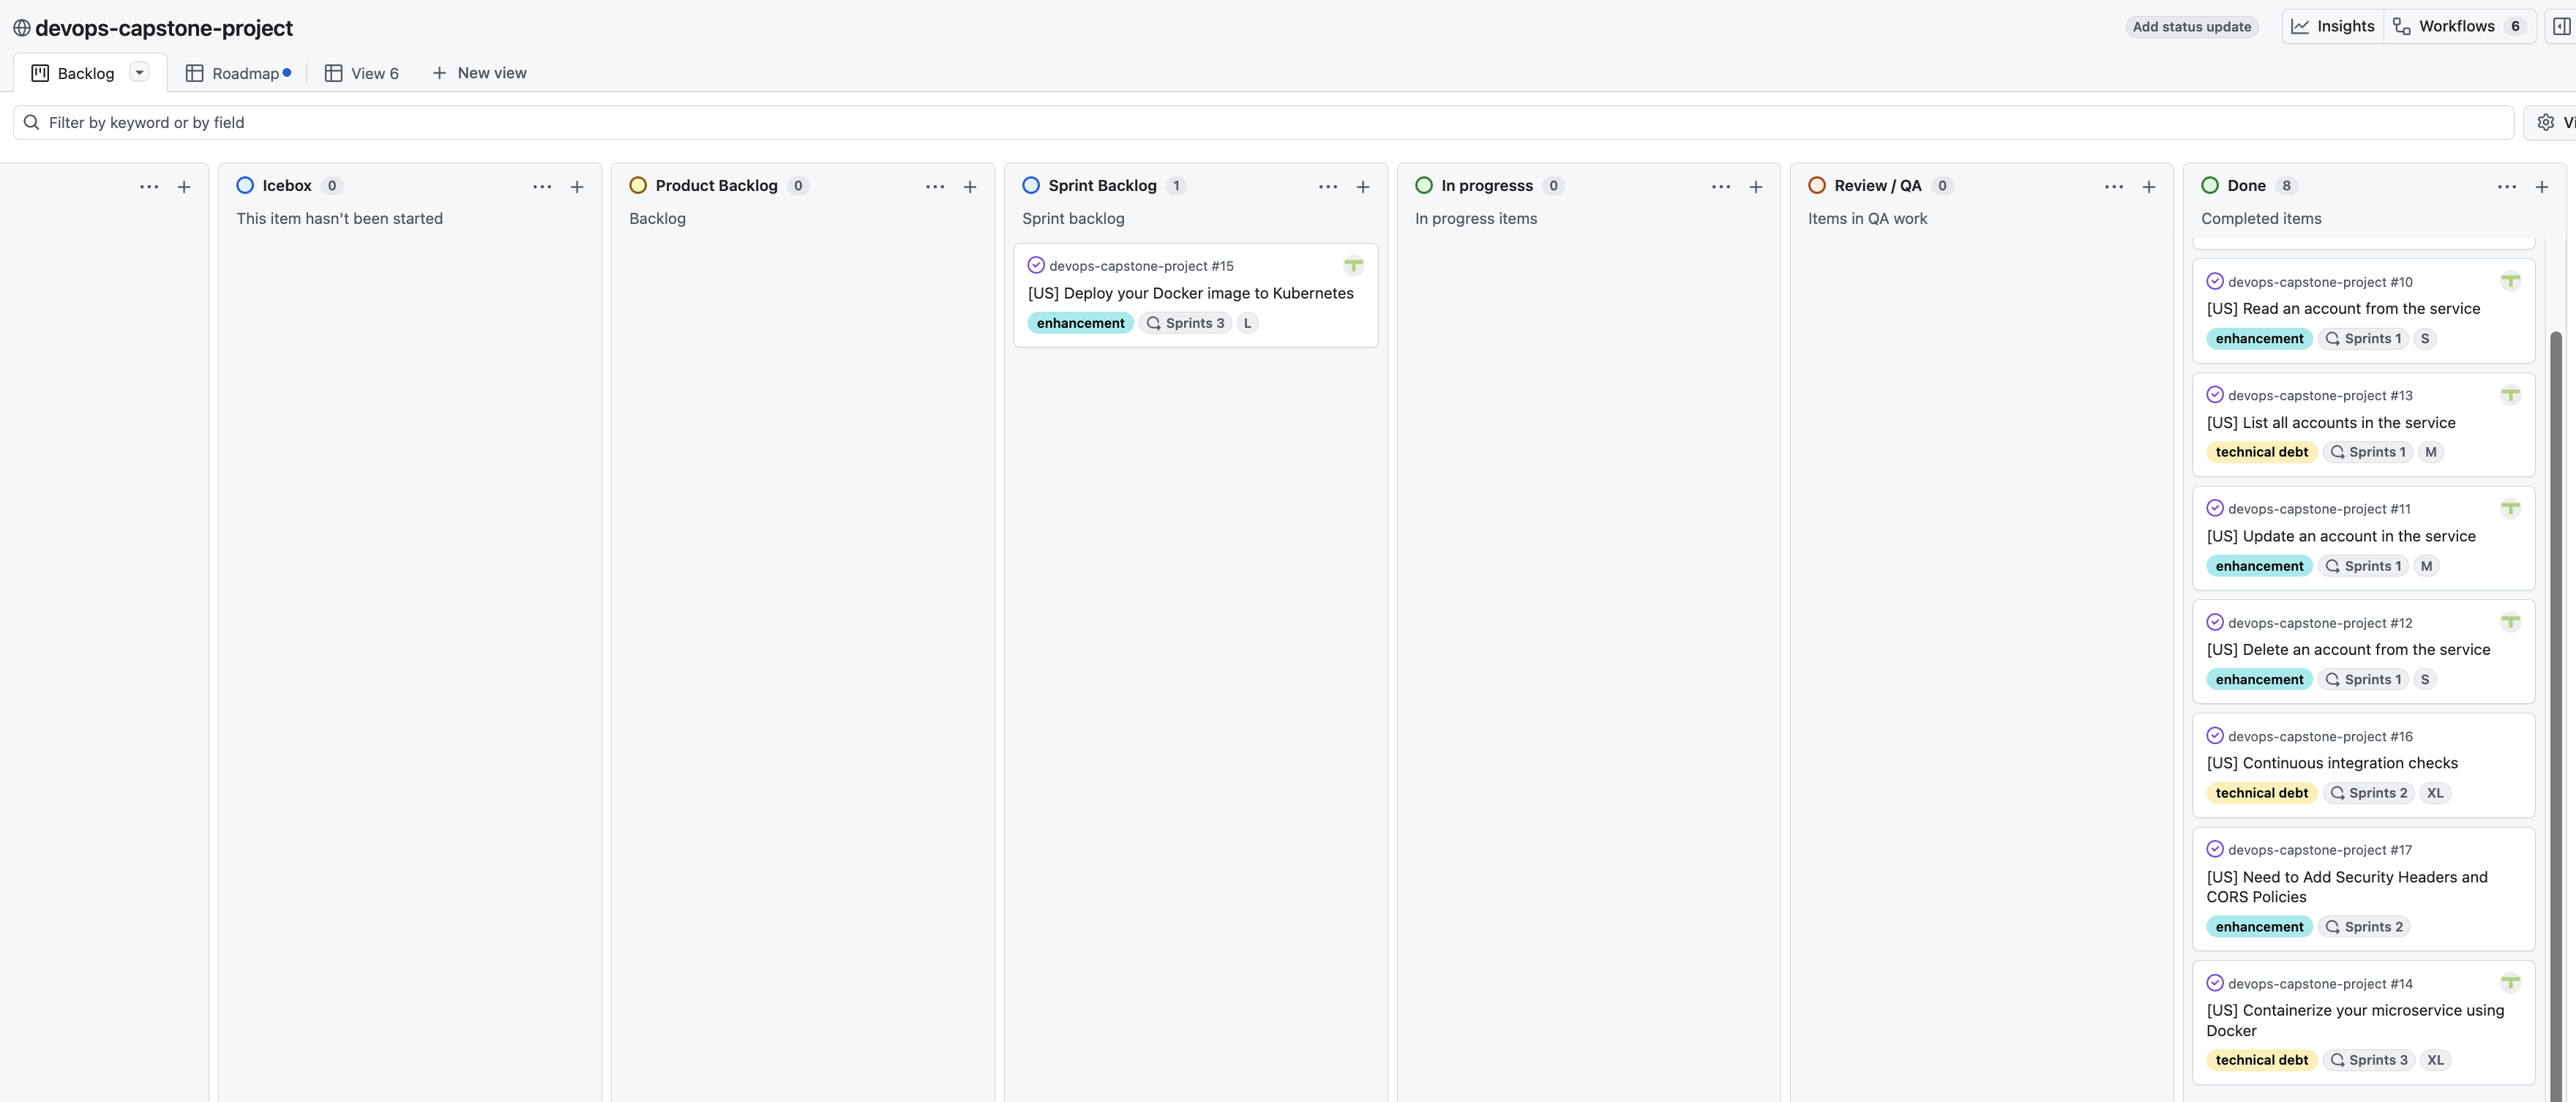 devops-capstone-project
Add status update
Insights
Workflows 6
Backlog
Roadmap
View 6
New view
Filter by keyword or by field
Vi
Icebox 0
This item hasn't been started
Product Backlog 0
Backlog
Sprint Backlog 1
Sprint backlog
devops-capstone-project #15
[US] Deploy your Docker image to Kubernetes
enhancement Sprints 3 L
In progresss 0
In progress items
Review / QA 0
Items in QA work
Done 8
Completed items
devops-capstone-project #10
[US] Read an account from the service
enhancement Sprints 1 S
devops-capstone-project #13
[US] List all accounts in the service
technical debt Sprints 1 M
devops-capstone-project #11
[US] Update an account in the service
enhancement Sprints 1 M
devops-capstone-project #12
[US] Delete an account from the service
enhancement Sprints 1 S
devops-capstone-project #16
[US] Continuous integration checks
technical debt Sprints 2 XL
devops-capstone-project #17
[US] Need to Add Security Headers and
CORS Policies
enhancement Sprints 2
devops-capstone-project #14
[US] Containerize your microservice using
Docker
technical debt Sprints 3 XL